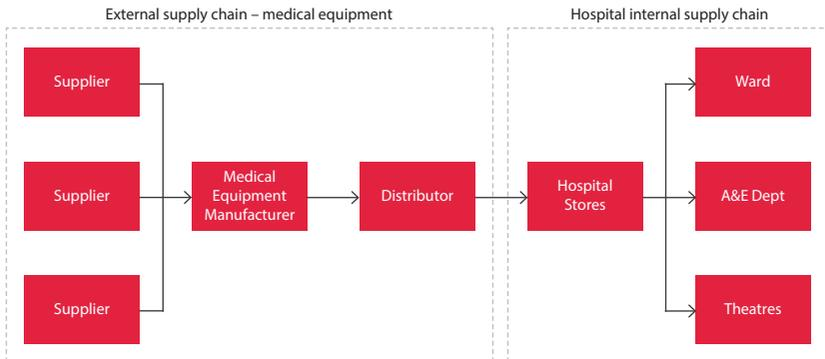 External supply chain – medical equipment
Hospital internal supply chain
Supplier
Ward
Supplier
Medical
Equipment
Manufacturer
Distributor
Hospital
Stores
A&E Dept
Supplier
Theatres